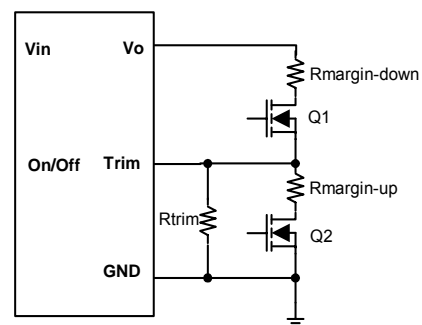 Vin Vo
Rmargin-down
Q1
On/Off Trim
Rmargin-up
Rtrim
Q2
GND